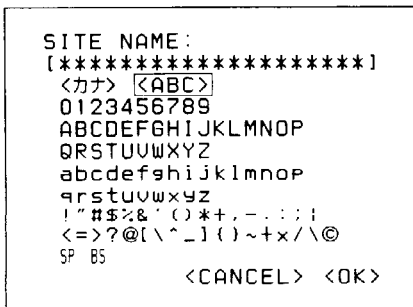 SITE NAME:
[********************]
<カナ> <ABC>
0123456789
ABCDEFGHIJKLMNOP
QRSTUVWXYZ
abcdefghijklmnop
qrstuvwxyz
!"#$%&´()*+,-.:;¦
<=>?@[\^_]{}~+×/\©
SP BS
<CANCEL> <OK>